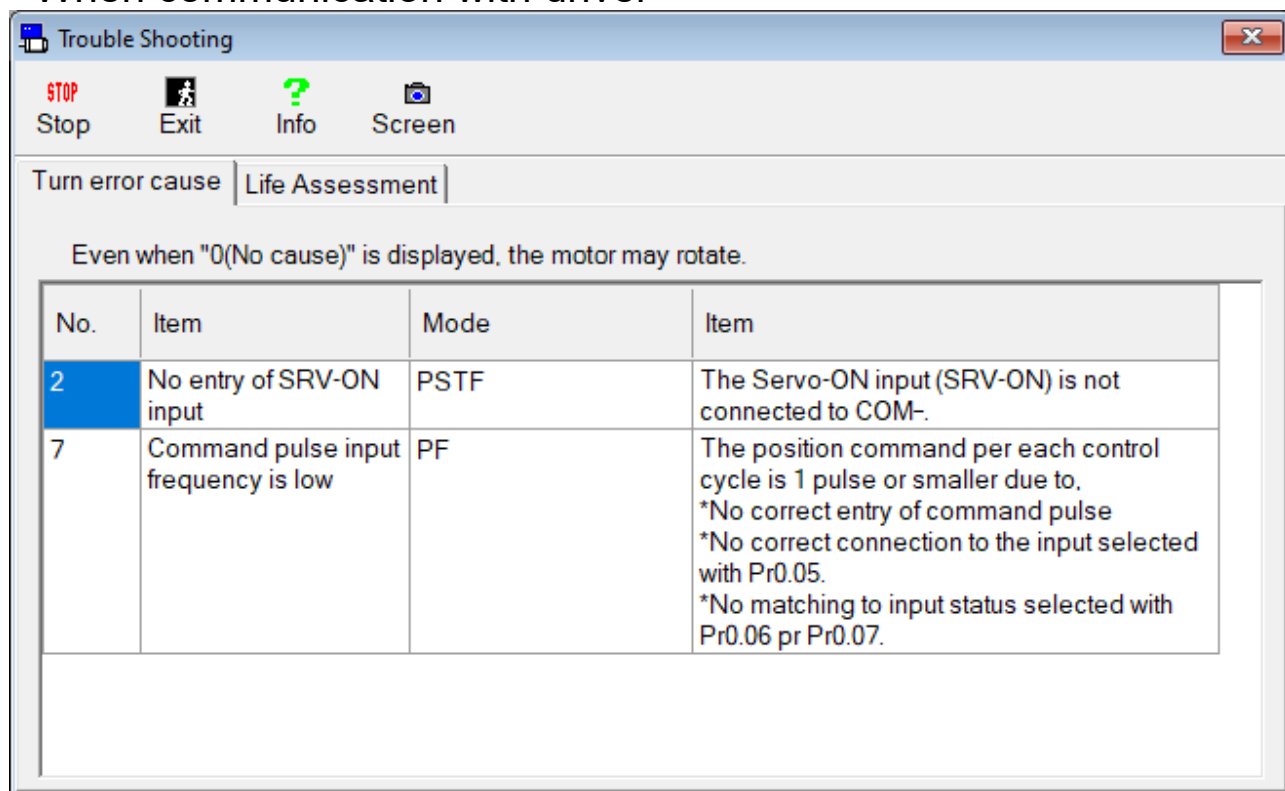 When communication with driver
Trouble Shooting
STOP
Stop Exit Info Screen
Turn error cause Life Assessment
Even when "0(No cause)" is displayed, the motor may rotate.
No. Item Mode Item
2 No entry of SRV-ON PSTF The Servo-ON input (SRV-ON) is not
input connected to COM-.
7 Command pulse input PF The position command per each control
frequency is low cycle is 1 pulse or smaller due to,
*No correct entry of command pulse
*No correct connection to the input selected
with Pr0.05.
*No matching to input status selected with
Pr0.06 pr Pr0.07.